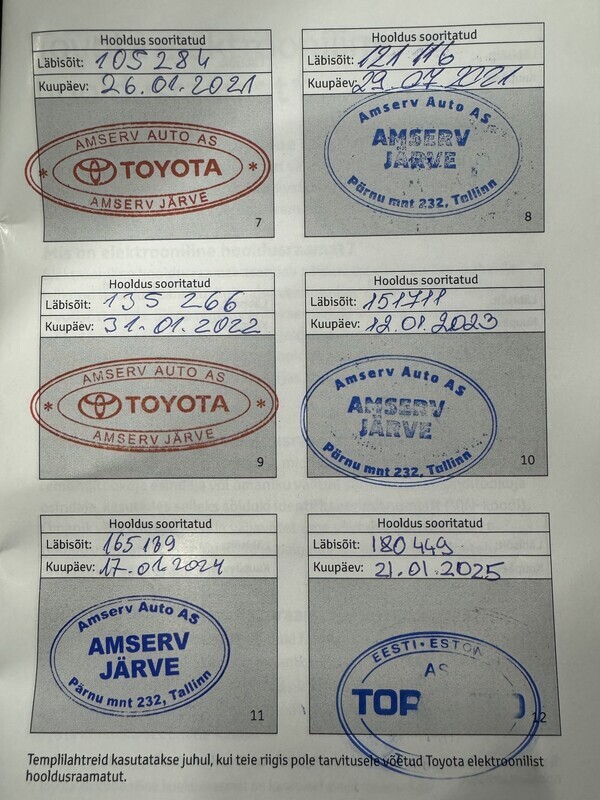 Hooldus sooritatud
Läbisõit: 105 284
Kuupäev: 26.01.2021
AMSERV AUTO AS
* TOYOTA *
AMSERV JÄRVE
7
Hooldus sooritatud
Läbisõit: 121 116
Kuupäev: 29.07.2021
Amserv Auto AS
AMSERV
JÄRVE
Pärnu mnt 232, Tallinn
8
Hooldus sooritatud
Läbisõit: 135 266
Kuupäev: 31.01.2022
AMSERV AUTO AS
* TOYOTA *
AMSERV JÄRVE
9
Hooldus sooritatud
Läbisõit: 151711
Kuupäev: 12.01.2023
Amserv Auto AS
AMSERV
JÄRVE
Pärnu mnt 232, Tallinn
10
Hooldus sooritatud
Läbisõit: 165189
Kuupäev: 17.01.2024
Amserv Auto AS
AMSERV
JÄRVE
Pärnu mnt 232, Tallinn
11
Hooldus sooritatud
Läbisõit: 180 449
Kuupäev: 21.01.2025
EESTI·ESTON
AS
12
Templilahtreid kasutatakse juhul, kui teie riigis pole tarvitusele võetud Toyota elektroonilist
hooldusraamatut.